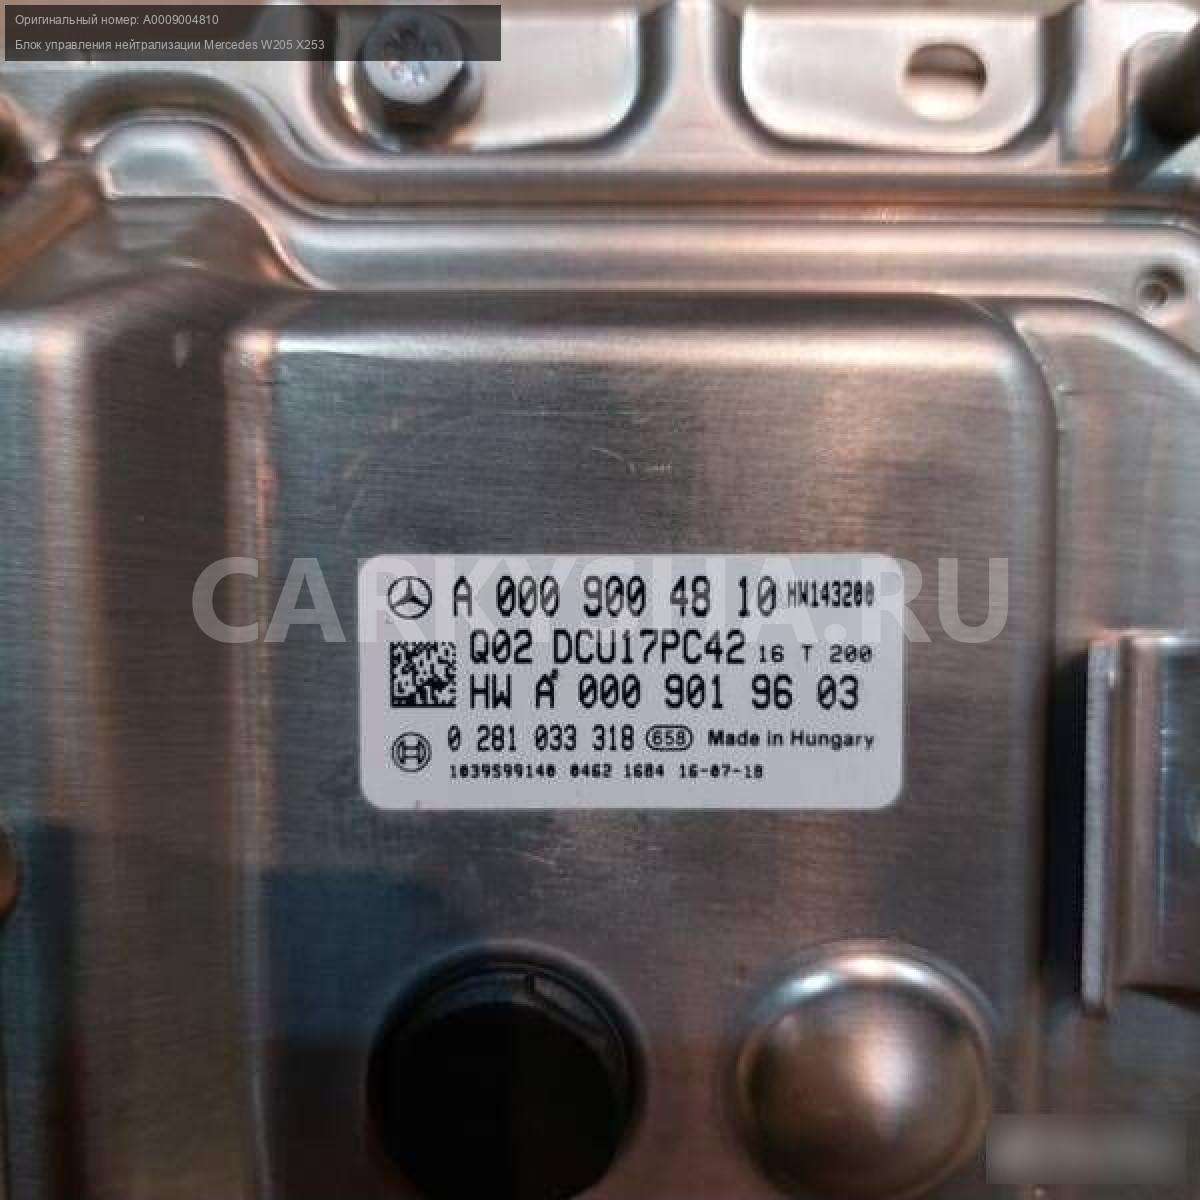 Оригинальный номер: A0009004810
Блок управления нейтрализации Mercedes W205 X253
CARKYSHA.RU
A 000 900 48 10 HW143200
Q02 DCU17PC42 16 T 200
HW A 000 901 96 03
0 281 033 318 658 Made in Hungary
1039S99140 0462 1684 16-07-18